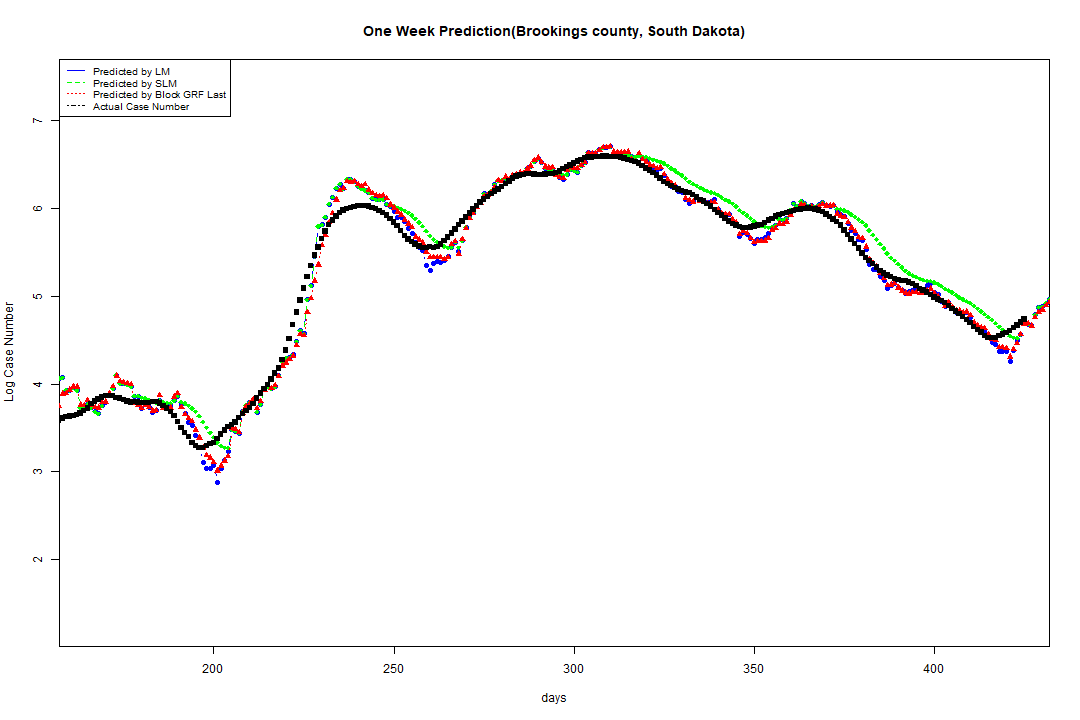 One Week Prediction(Brookings county, South Dakota)
Predicted by LM
Predicted by SLM
Predicted by Block GRF Last
Actual Case Number
7
6
5
4
3
2
Log Case Number
200 250 300 350 400
days